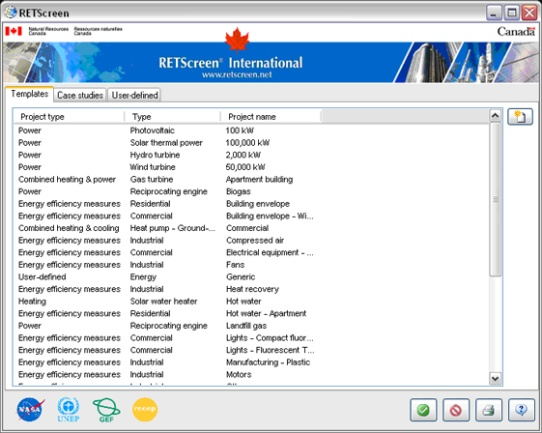 RETScreen
Natural Resources Canada
Ressources naturelles Canada
Canada
RETScreen® International
www.retscreen.net
Templates Case studies User-defined
Project type Type Project name
Power Photovoltaic 100 kW
Power Solar thermal power 100,000 kW
Power Hydro turbine 2,000 kW
Power Wind turbine 50,000 kW
Combined heating & power Gas turbine Apartment building
Power Reciprocating engine Biogas
Energy efficiency measures Residential Building envelope
Energy efficiency measures Commercial Building envelope - Wi...
Combined heating & cooling Heat pump - Ground-... Commercial
Energy efficiency measures Industrial Compressed air
Energy efficiency measures Commercial Electrical equipment - ...
Energy efficiency measures Industrial Fans
User-defined Energy Generic
Energy efficiency measures Industrial Heat recovery
Heating Solar water heater Hot water
Energy efficiency measures Residential Hot water - Apartment
Power Reciprocating engine Landfill gas
Energy efficiency measures Commercial Lights - Compact fluor...
Energy efficiency measures Commercial Lights - Fluorescent T...
Energy efficiency measures Industrial Manufacturing - Plastic
Energy efficiency measures Industrial Motors
NASA
UNEP
GEF
reeep